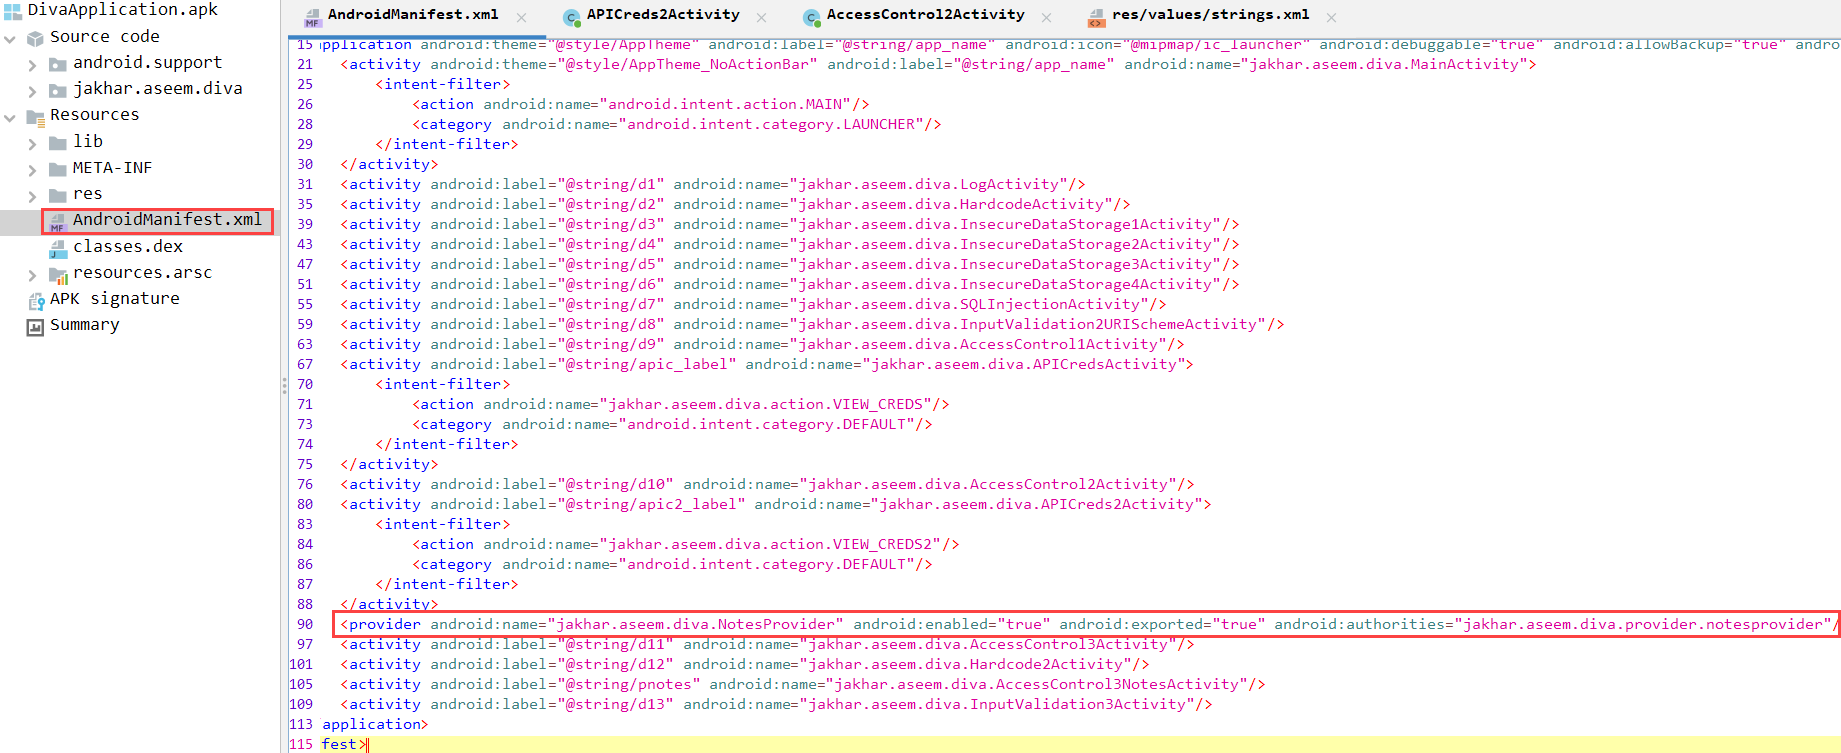 DivaApplication.apk
Source code
android.support
jakhar.aseem.diva
Resources
lib
META-INF
res
MF AndroidManifest.xml
classes.dex
resources.arsc
APK signature
Summary
MF AndroidManifest.xml
APICreds2Activity
AccessControl2Activity
res/values/strings.xml
15 application android:theme="@style/AppTheme" android:label="@string/app_name" android:icon="@mipmap/ic_launcher" android:debuggable="true" android:allowBackup="true" andro
21 <activity android:theme="@style/AppTheme_NoActionBar" android:label="@string/app_name" android:name="jakhar.aseem.diva.MainActivity">
25 <intent-filter>
26 <action android:name="android.intent.action.MAIN"/>
28 <category android:name="android.intent.category.LAUNCHER"/>
29 </intent-filter>
30 </activity>
31 <activity android:label="@string/d1" android:name="jakhar.aseem.diva.LogActivity"/>
35 <activity android:label="@string/d2" android:name="jakhar.aseem.diva.HardcodeActivity"/>
39 <activity android:label="@string/d3" android:name="jakhar.aseem.diva.InsecureDataStorage1Activity"/>
43 <activity android:label="@string/d4" android:name="jakhar.aseem.diva.InsecureDataStorage2Activity"/>
47 <activity android:label="@string/d5" android:name="jakhar.aseem.diva.InsecureDataStorage3Activity"/>
51 <activity android:label="@string/d6" android:name="jakhar.aseem.diva.InsecureDataStorage4Activity"/>
55 <activity android:label="@string/d7" android:name="jakhar.aseem.diva.SQLInjectionActivity"/>
59 <activity android:label="@string/d8" android:name="jakhar.aseem.diva.InputValidation2URISchemeActivity"/>
63 <activity android:label="@string/d9" android:name="jakhar.aseem.diva.AccessControl1Activity"/>
67 <activity android:label="@string/apic_label" android:name="jakhar.aseem.diva.APICredsActivity">
70 <intent-filter>
71 <action android:name="jakhar.aseem.diva.action.VIEW_CREDS"/>
73 <category android:name="android.intent.category.DEFAULT"/>
74 </intent-filter>
75 </activity>
76 <activity android:label="@string/d10" android:name="jakhar.aseem.diva.AccessControl2Activity"/>
80 <activity android:label="@string/apic2_label" android:name="jakhar.aseem.diva.APICreds2Activity">
83 <intent-filter>
84 <action android:name="jakhar.aseem.diva.action.VIEW_CREDS2"/>
86 <category android:name="android.intent.category.DEFAULT"/>
87 </intent-filter>
88 </activity>
90 <provider android:name="jakhar.aseem.diva.NotesProvider" android:enabled="true" android:exported="true" android:authorities="jakhar.aseem.diva.provider.notesprovider"/
97 <activity android:label="@string/d11" android:name="jakhar.aseem.diva.AccessControl3Activity"/>
101 <activity android:label="@string/d12" android:name="jakhar.aseem.diva.Hardcode2Activity"/>
105 <activity android:label="@string/pnotes" android:name="jakhar.aseem.diva.AccessControl3NotesActivity"/>
109 <activity android:label="@string/d13" android:name="jakhar.aseem.diva.InputValidation3Activity"/>
113 application>
115 fest>